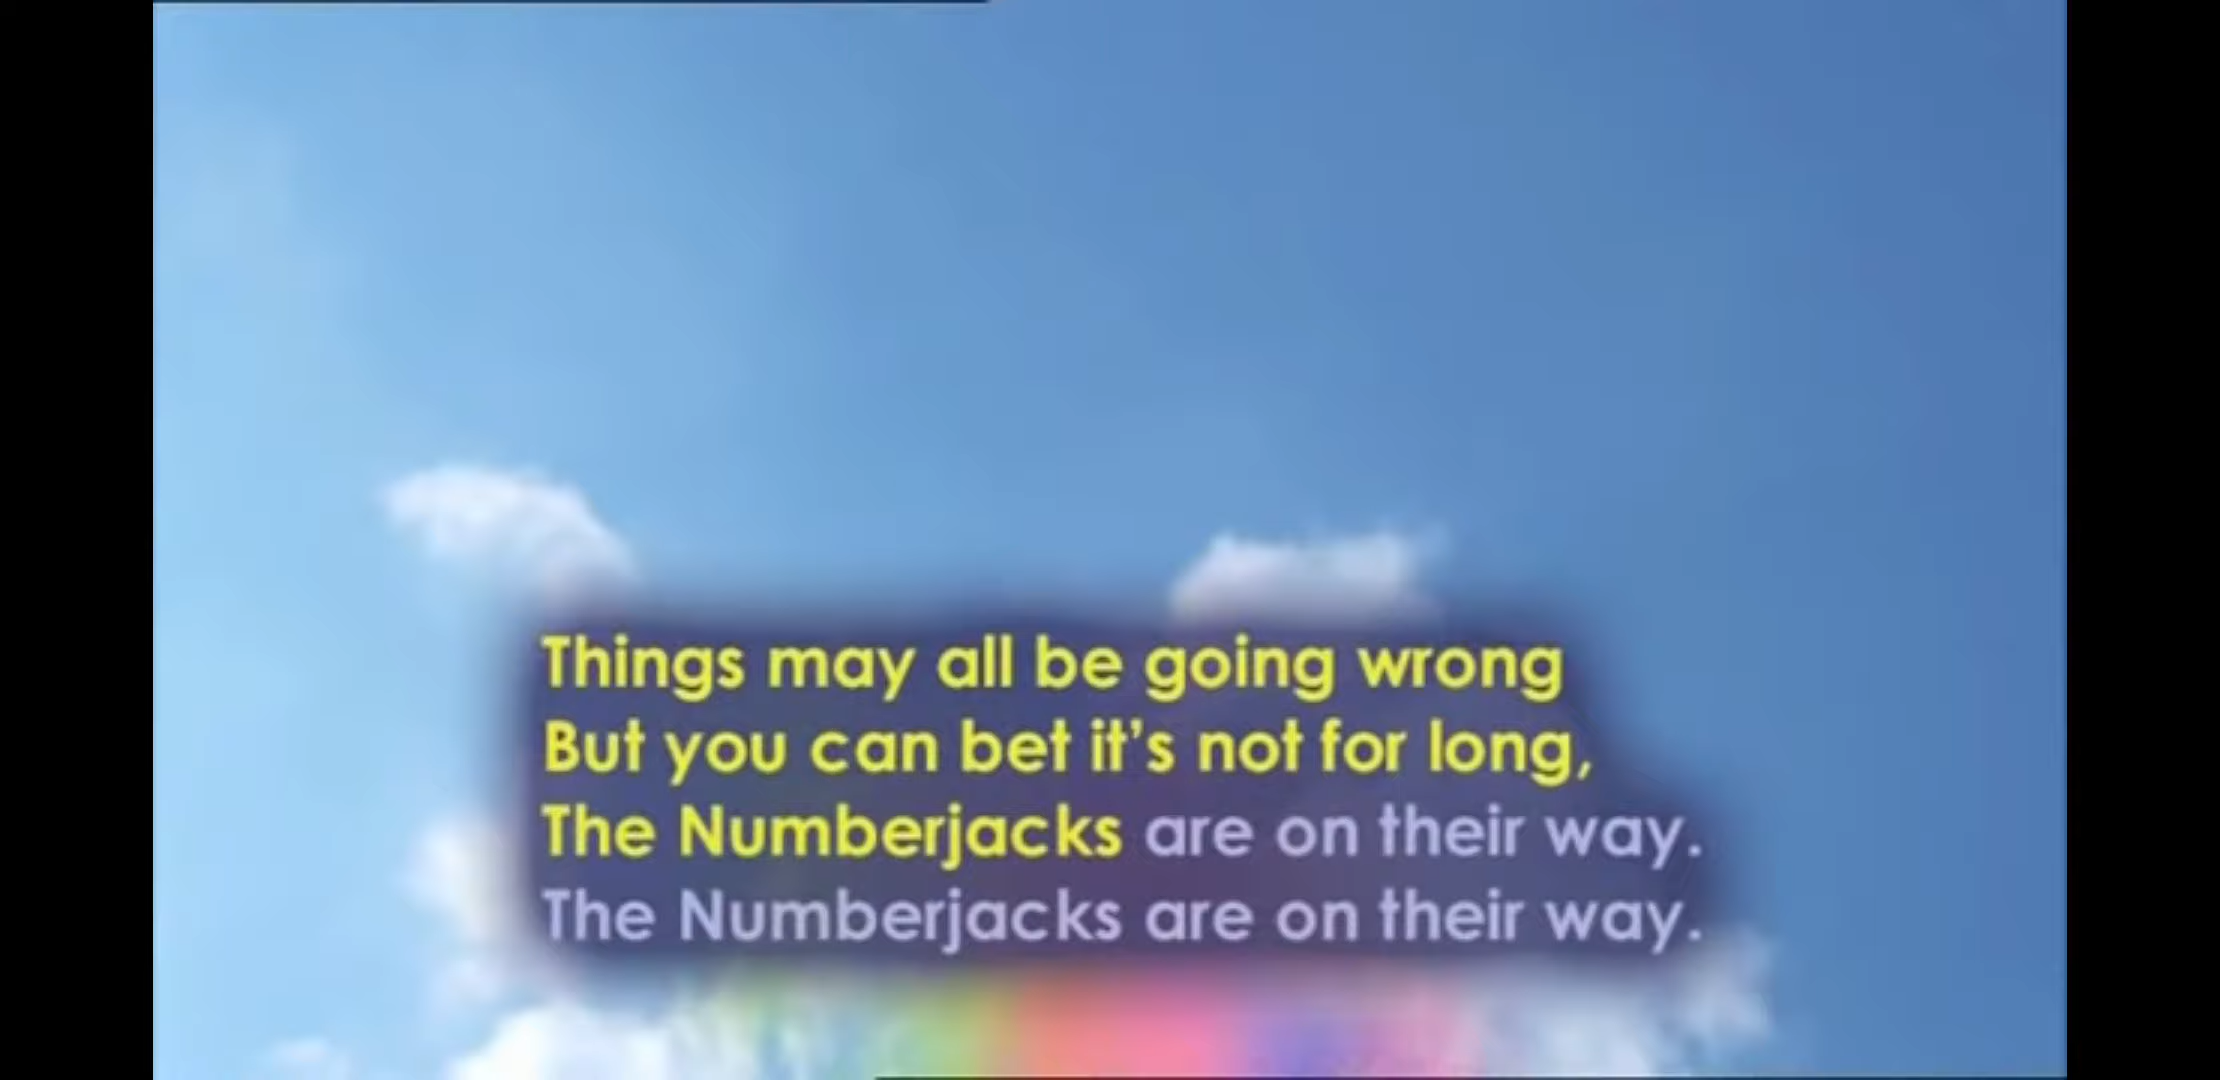 Things may all be going wrong
But you can bet it’s not for long,
The Numberjacks are on their way.
The Numberjacks are on their way.